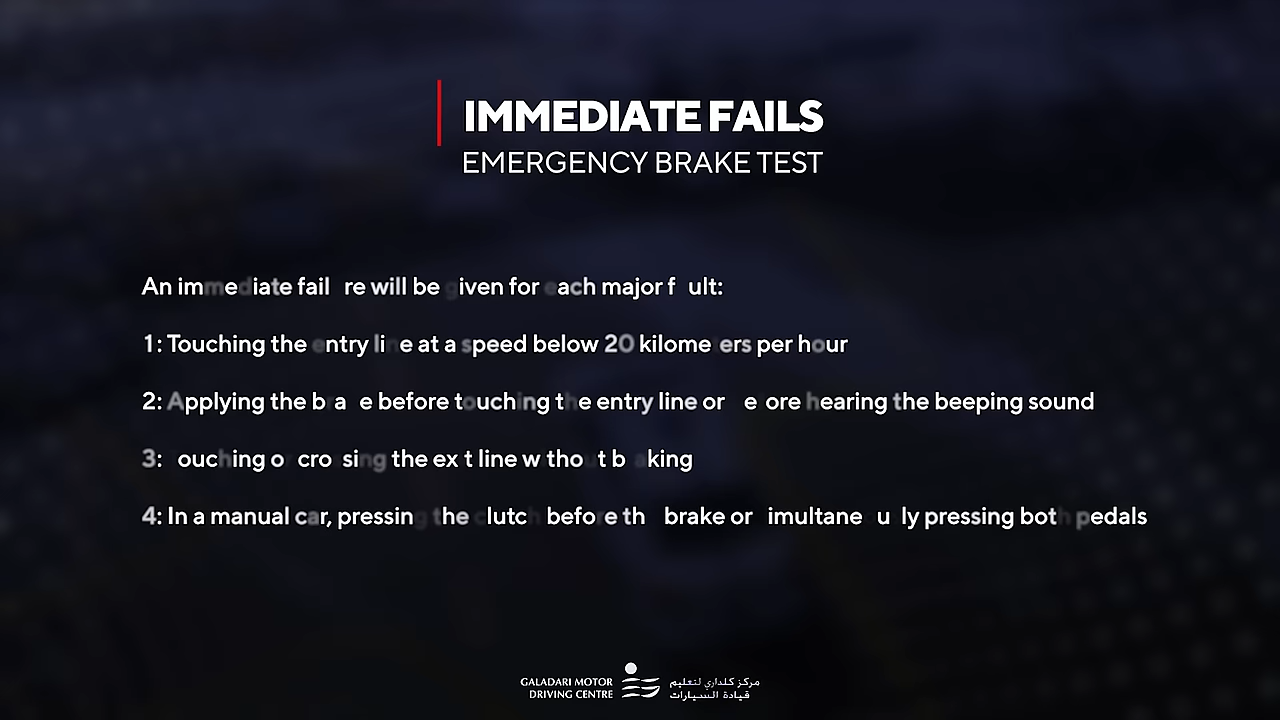 IMMEDIATE FAILS
EMERGENCY BRAKE TEST
An immediate failure will be given for each major fault:
1: Touching the entry line at a speed below 20 kilometers per hour
2: Applying the brake before touching the entry line or before hearing the beeping sound
3: Touching or crossing the exit line without braking
4: In a manual car, pressing the clutch before the brake or simultaneously pressing both pedals
GALADARI MOTOR
DRIVING CENTRE
مركز كلداري لتعليم
قيادة السيارات